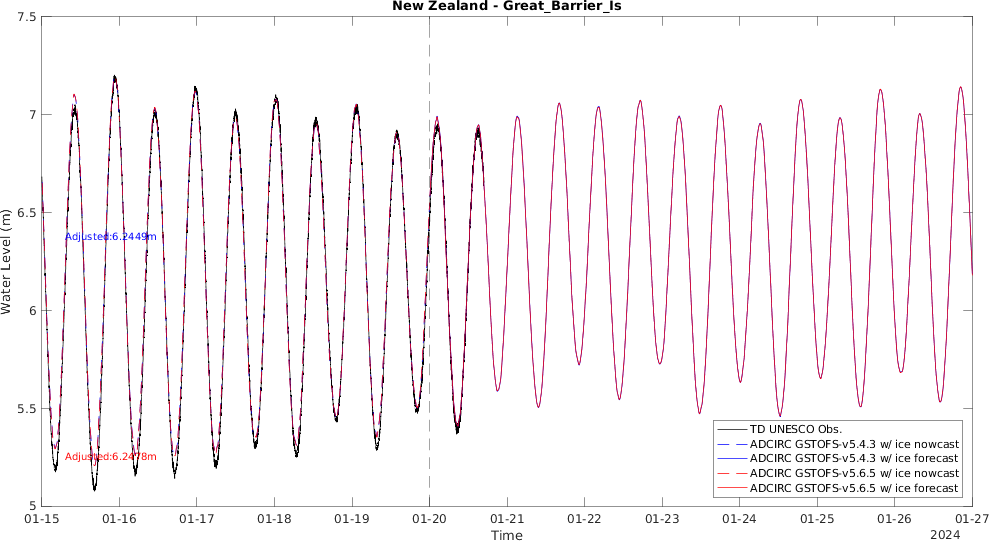 New Zealand - Great_Barrier_Is
7.5
7
6.5
6
5.5
5
Water Level (m)
Adjusted:6.2449m
Adjusted:6.2478m
TD UNESCO Obs.
ADCIRC GSTOFS-v5.4.3 w/ ice nowcast
ADCIRC GSTOFS-v5.4.3 w/ ice forecast
ADCIRC GSTOFS-v5.6.5 w/ ice nowcast
ADCIRC GSTOFS-v5.6.5 w/ ice forecast
01-15 01-16 01-17 01-18 01-19 01-20 01-21 01-22 01-23 01-24 01-25 01-26 01-27
Time
2024